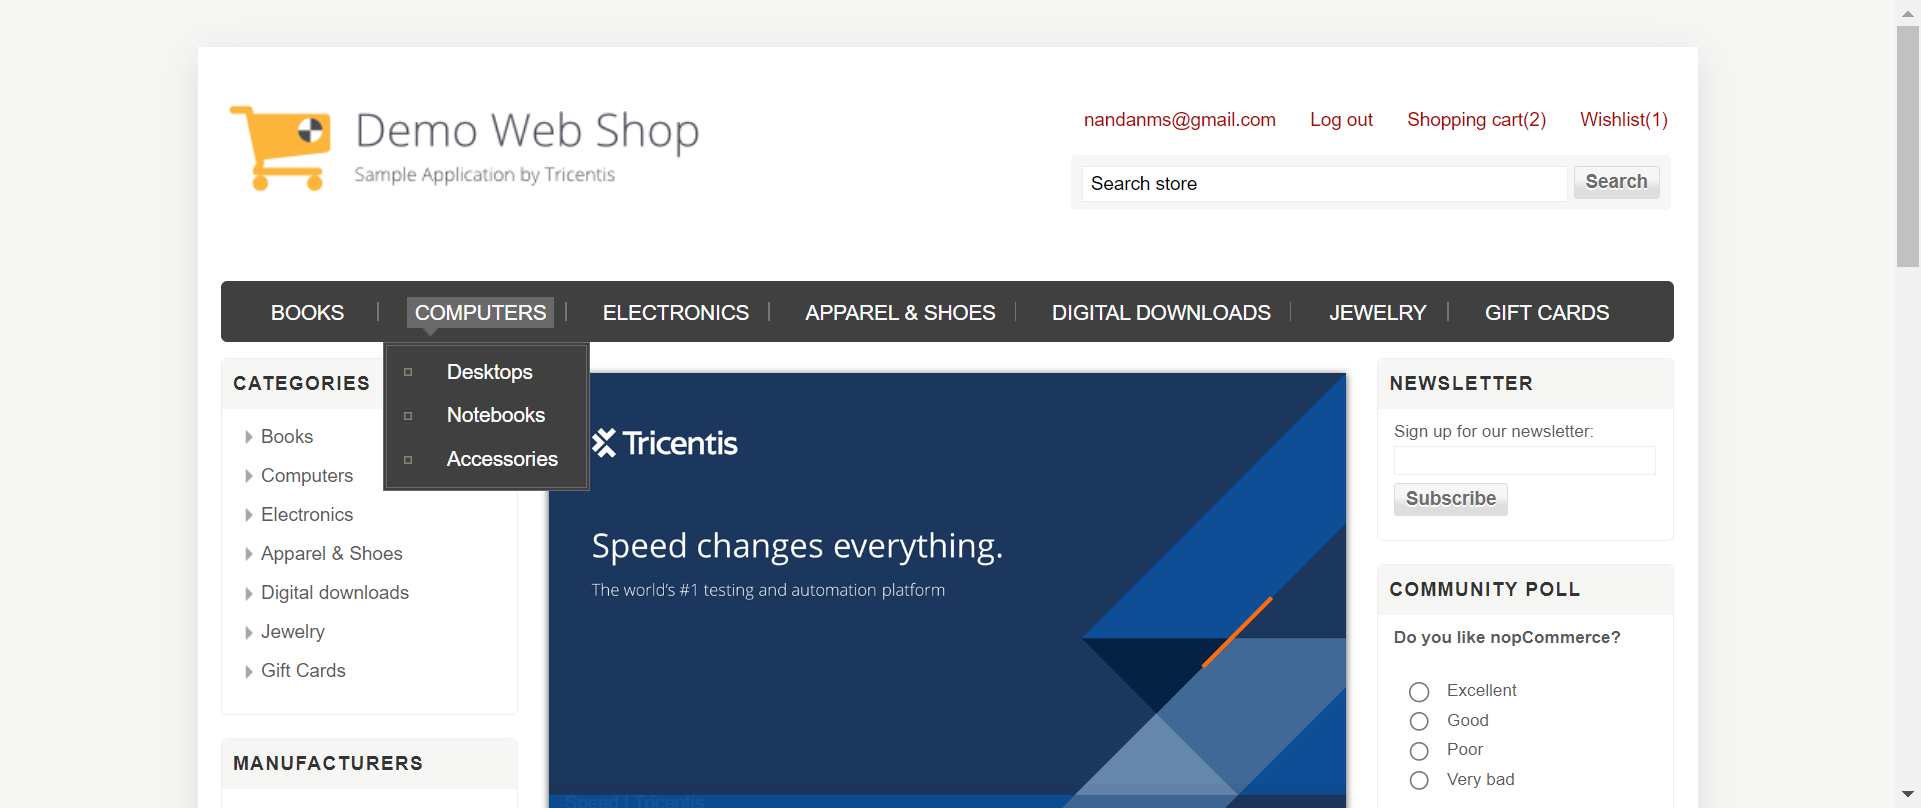 Demo Web Shop
Sample Application by Tricentis
nandanms@gmail.com Log out Shopping cart(2) Wishlist(1)
Search store Search
BOOKS COMPUTERS ELECTRONICS APPAREL & SHOES DIGITAL DOWNLOADS JEWELRY GIFT CARDS
Desktops
Notebooks
Accessories
CATEGORIES
Books
Computers
Electronics
Apparel & Shoes
Digital downloads
Jewelry
Gift Cards
MANUFACTURERS
Tricentis
Speed changes everything.
The world's #1 testing and automation platform
Speed | Tricentis
NEWSLETTER
Sign up for our newsletter:
Subscribe
COMMUNITY POLL
Do you like nopCommerce?
Excellent
Good
Poor
Very bad